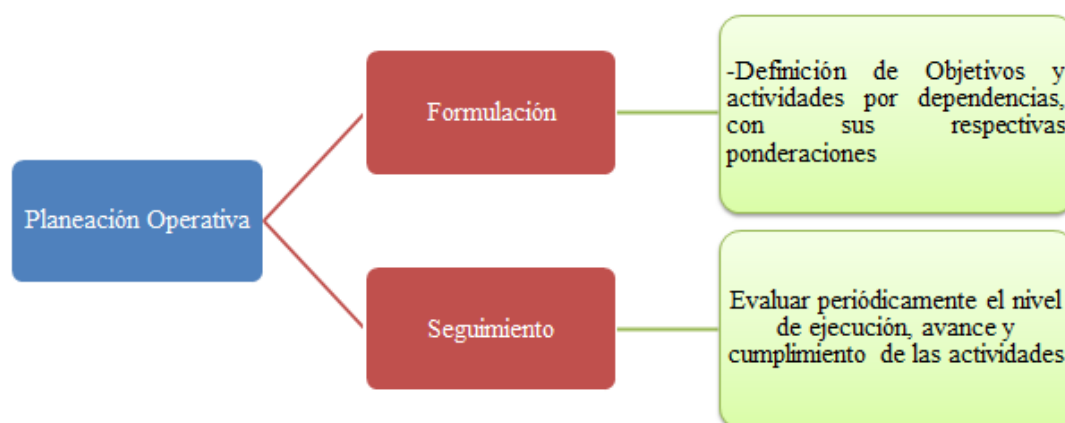 Planeación Operativa
Formulación
-Definición de Objetivos y
actividades por dependencias,
con sus respectivas
ponderaciones
Seguimiento
Evaluar periódicamente el nivel
de ejecución, avance y
cumplimiento de las actividades